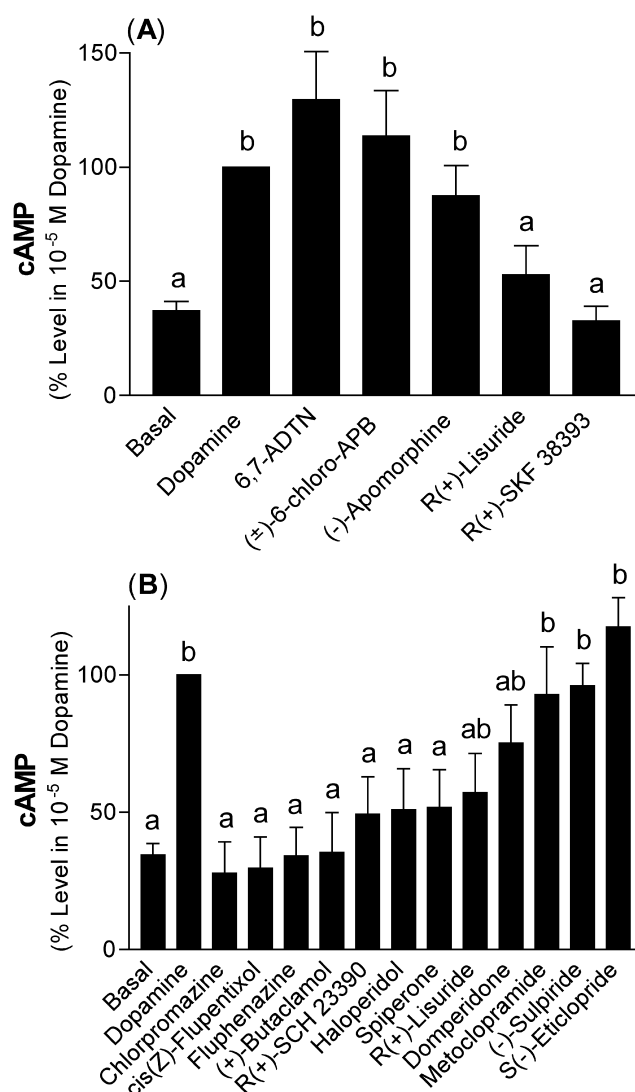 (A)
cAMP
(% Level in 10⁻⁵ M Dopamine)
150
100
50
0
a
b
b
b
b
a
a
Basal
Dopamine
6,7-ADTN
(±)-6-chloro-APB
(-)-Apomorphine
R(+)-Lisuride
R(+)-SKF 38393
(B)
cAMP
(% Level in 10⁻⁵ M Dopamine)
100
50
0
a
b
a
a
a
a
a
a
a
ab
ab
b
b
b
Basal
Dopamine
Chlorpromazine
cis(Z)-Flupentixol
Fluphenazine
(+)-Butaclamol
R(+)-SCH 23390
Haloperidol
Spiperone
R(+)-Lisuride
Domperidone
Metoclopramide
(-)-Sulpiride
S(-)-Eticlopride